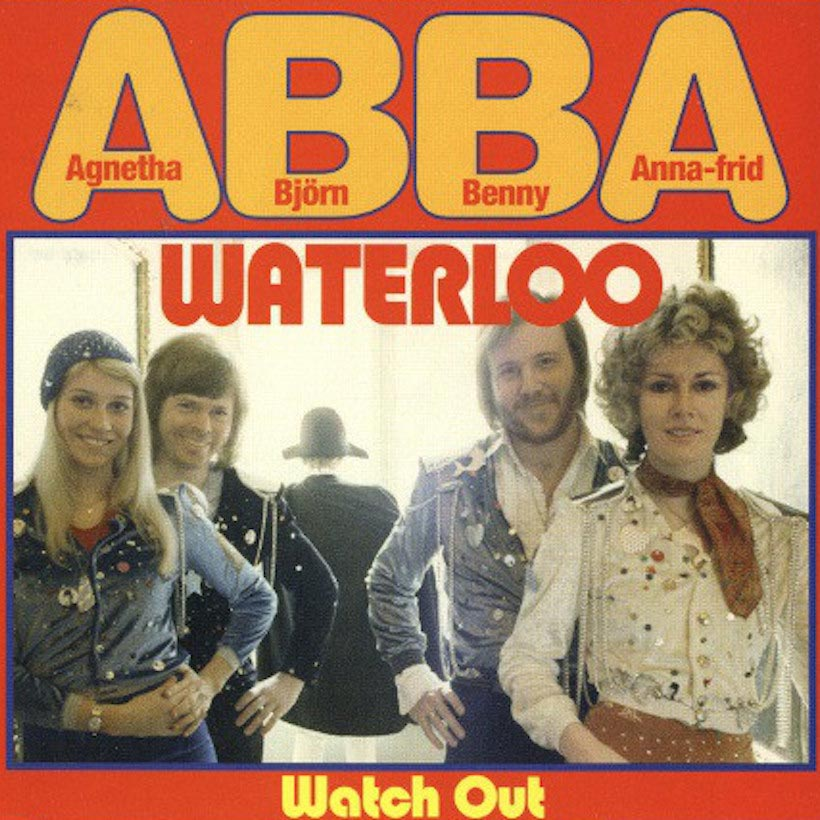 ABBA
Agnetha Björn Benny Anna-frid
WATERLOO
Watch Out